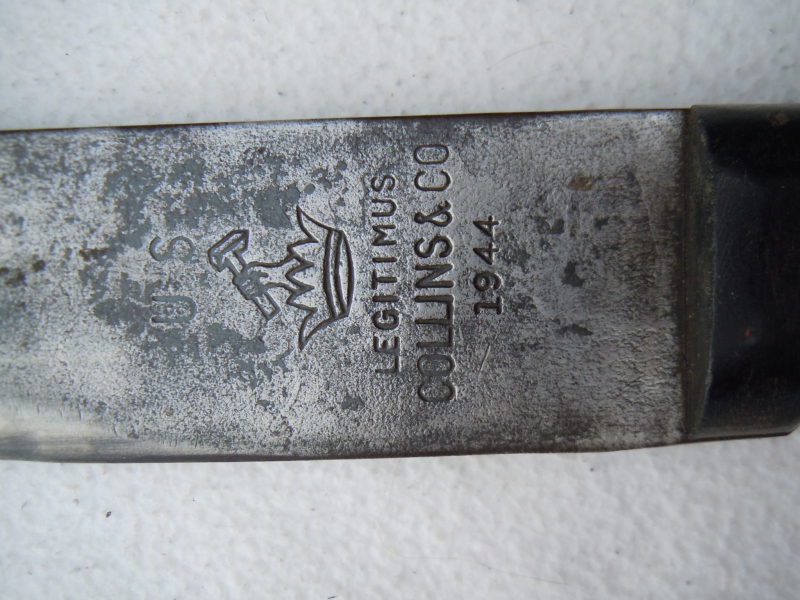 U.S
LEGITIMUS
COLLINS & CO
1944